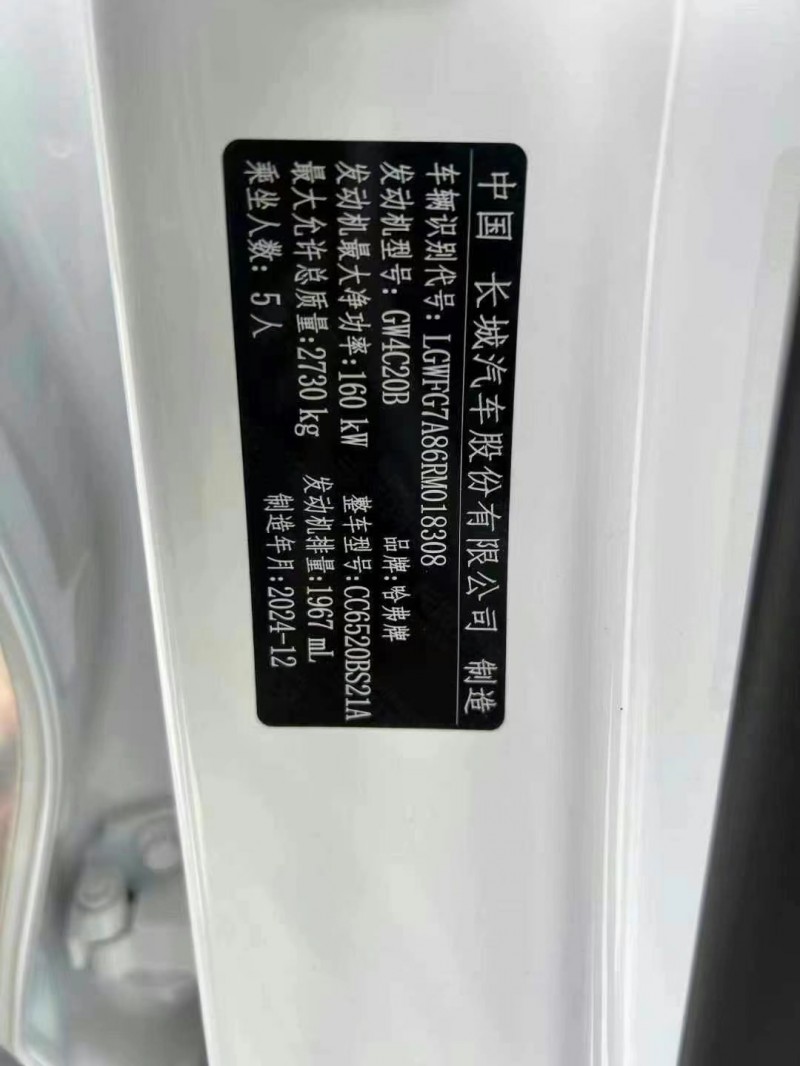 中国 长城汽车股份有限公司 制造
车辆识别代号: LGWFG7A86RM018308
品牌:哈弗牌
发动机型号: GW4C20B
整车型号:CC6520BS21A
发动机最大净功率:160 kW
发动机排量:1967 mL
最大允许总质量:2730 kg
制造年月:2024-12
乘坐人数: 5 人